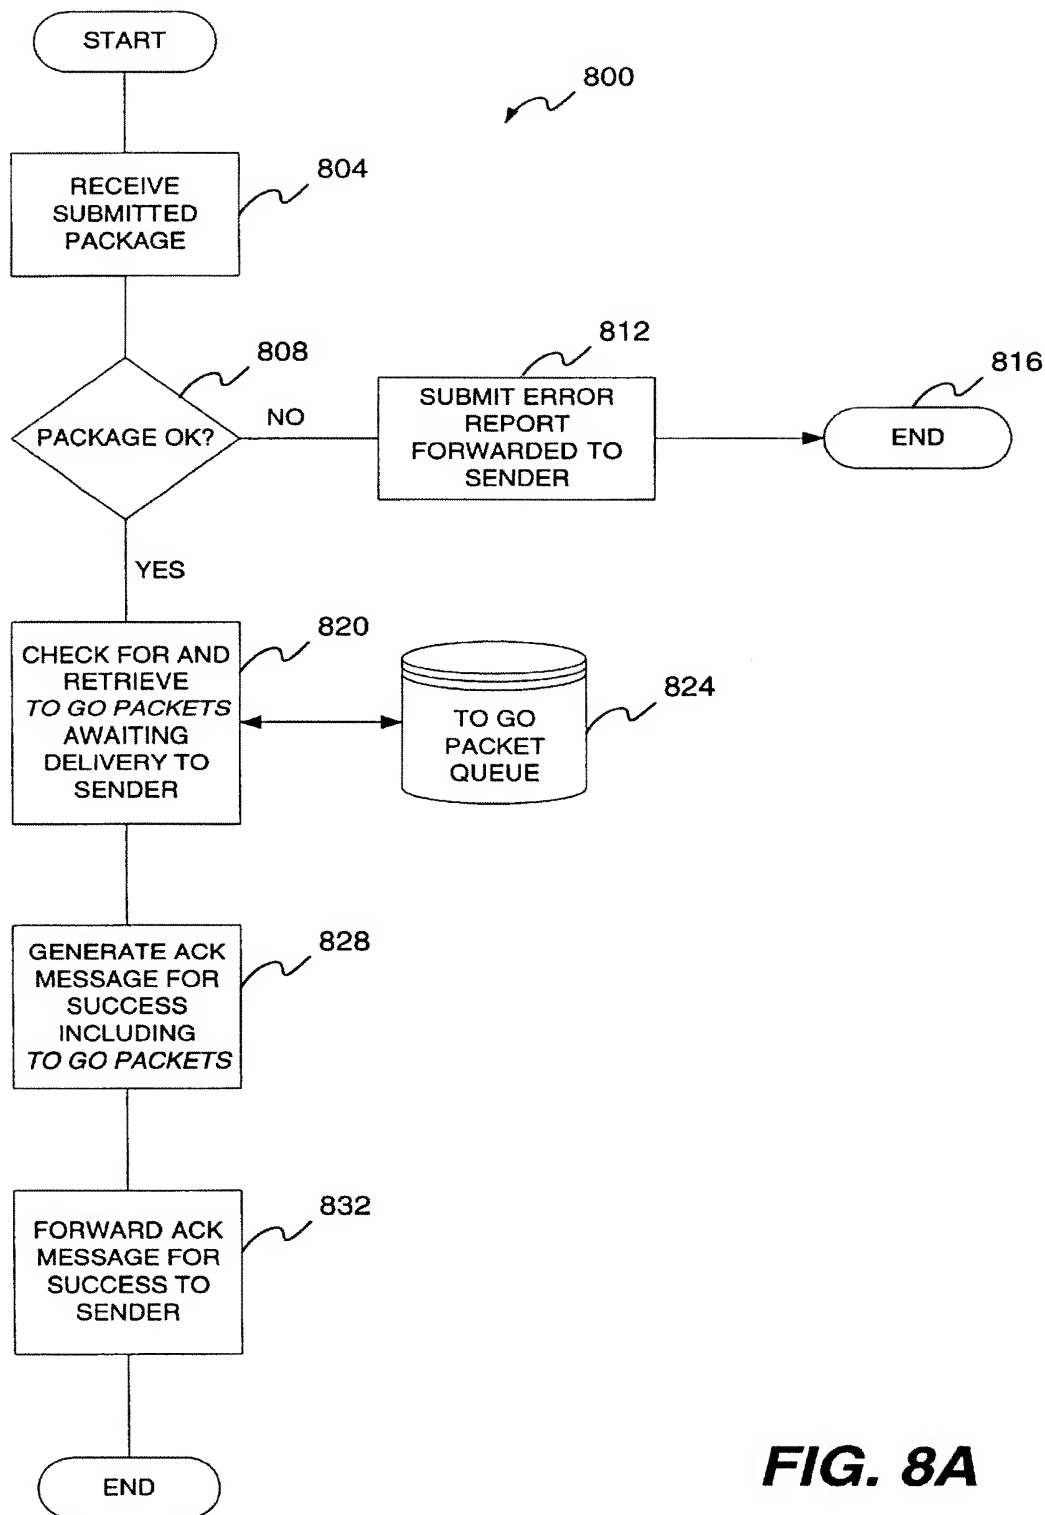 START
800
804
RECEIVE
SUBMITTED
PACKAGE
808
PACKAGE OK?
NO
812
SUBMIT ERROR
REPORT
FORWARDED TO
SENDER
816
END
YES
820
CHECK FOR AND
RETRIEVE
TO GO PACKETS
AWAITING
DELIVERY TO
SENDER
824
TO GO
PACKET
QUEUE
828
GENERATE ACK
MESSAGE FOR
SUCCESS
INCLUDING
TO GO PACKETS
832
FORWARD ACK
MESSAGE FOR
SUCCESS TO
SENDER
END
FIG. 8A